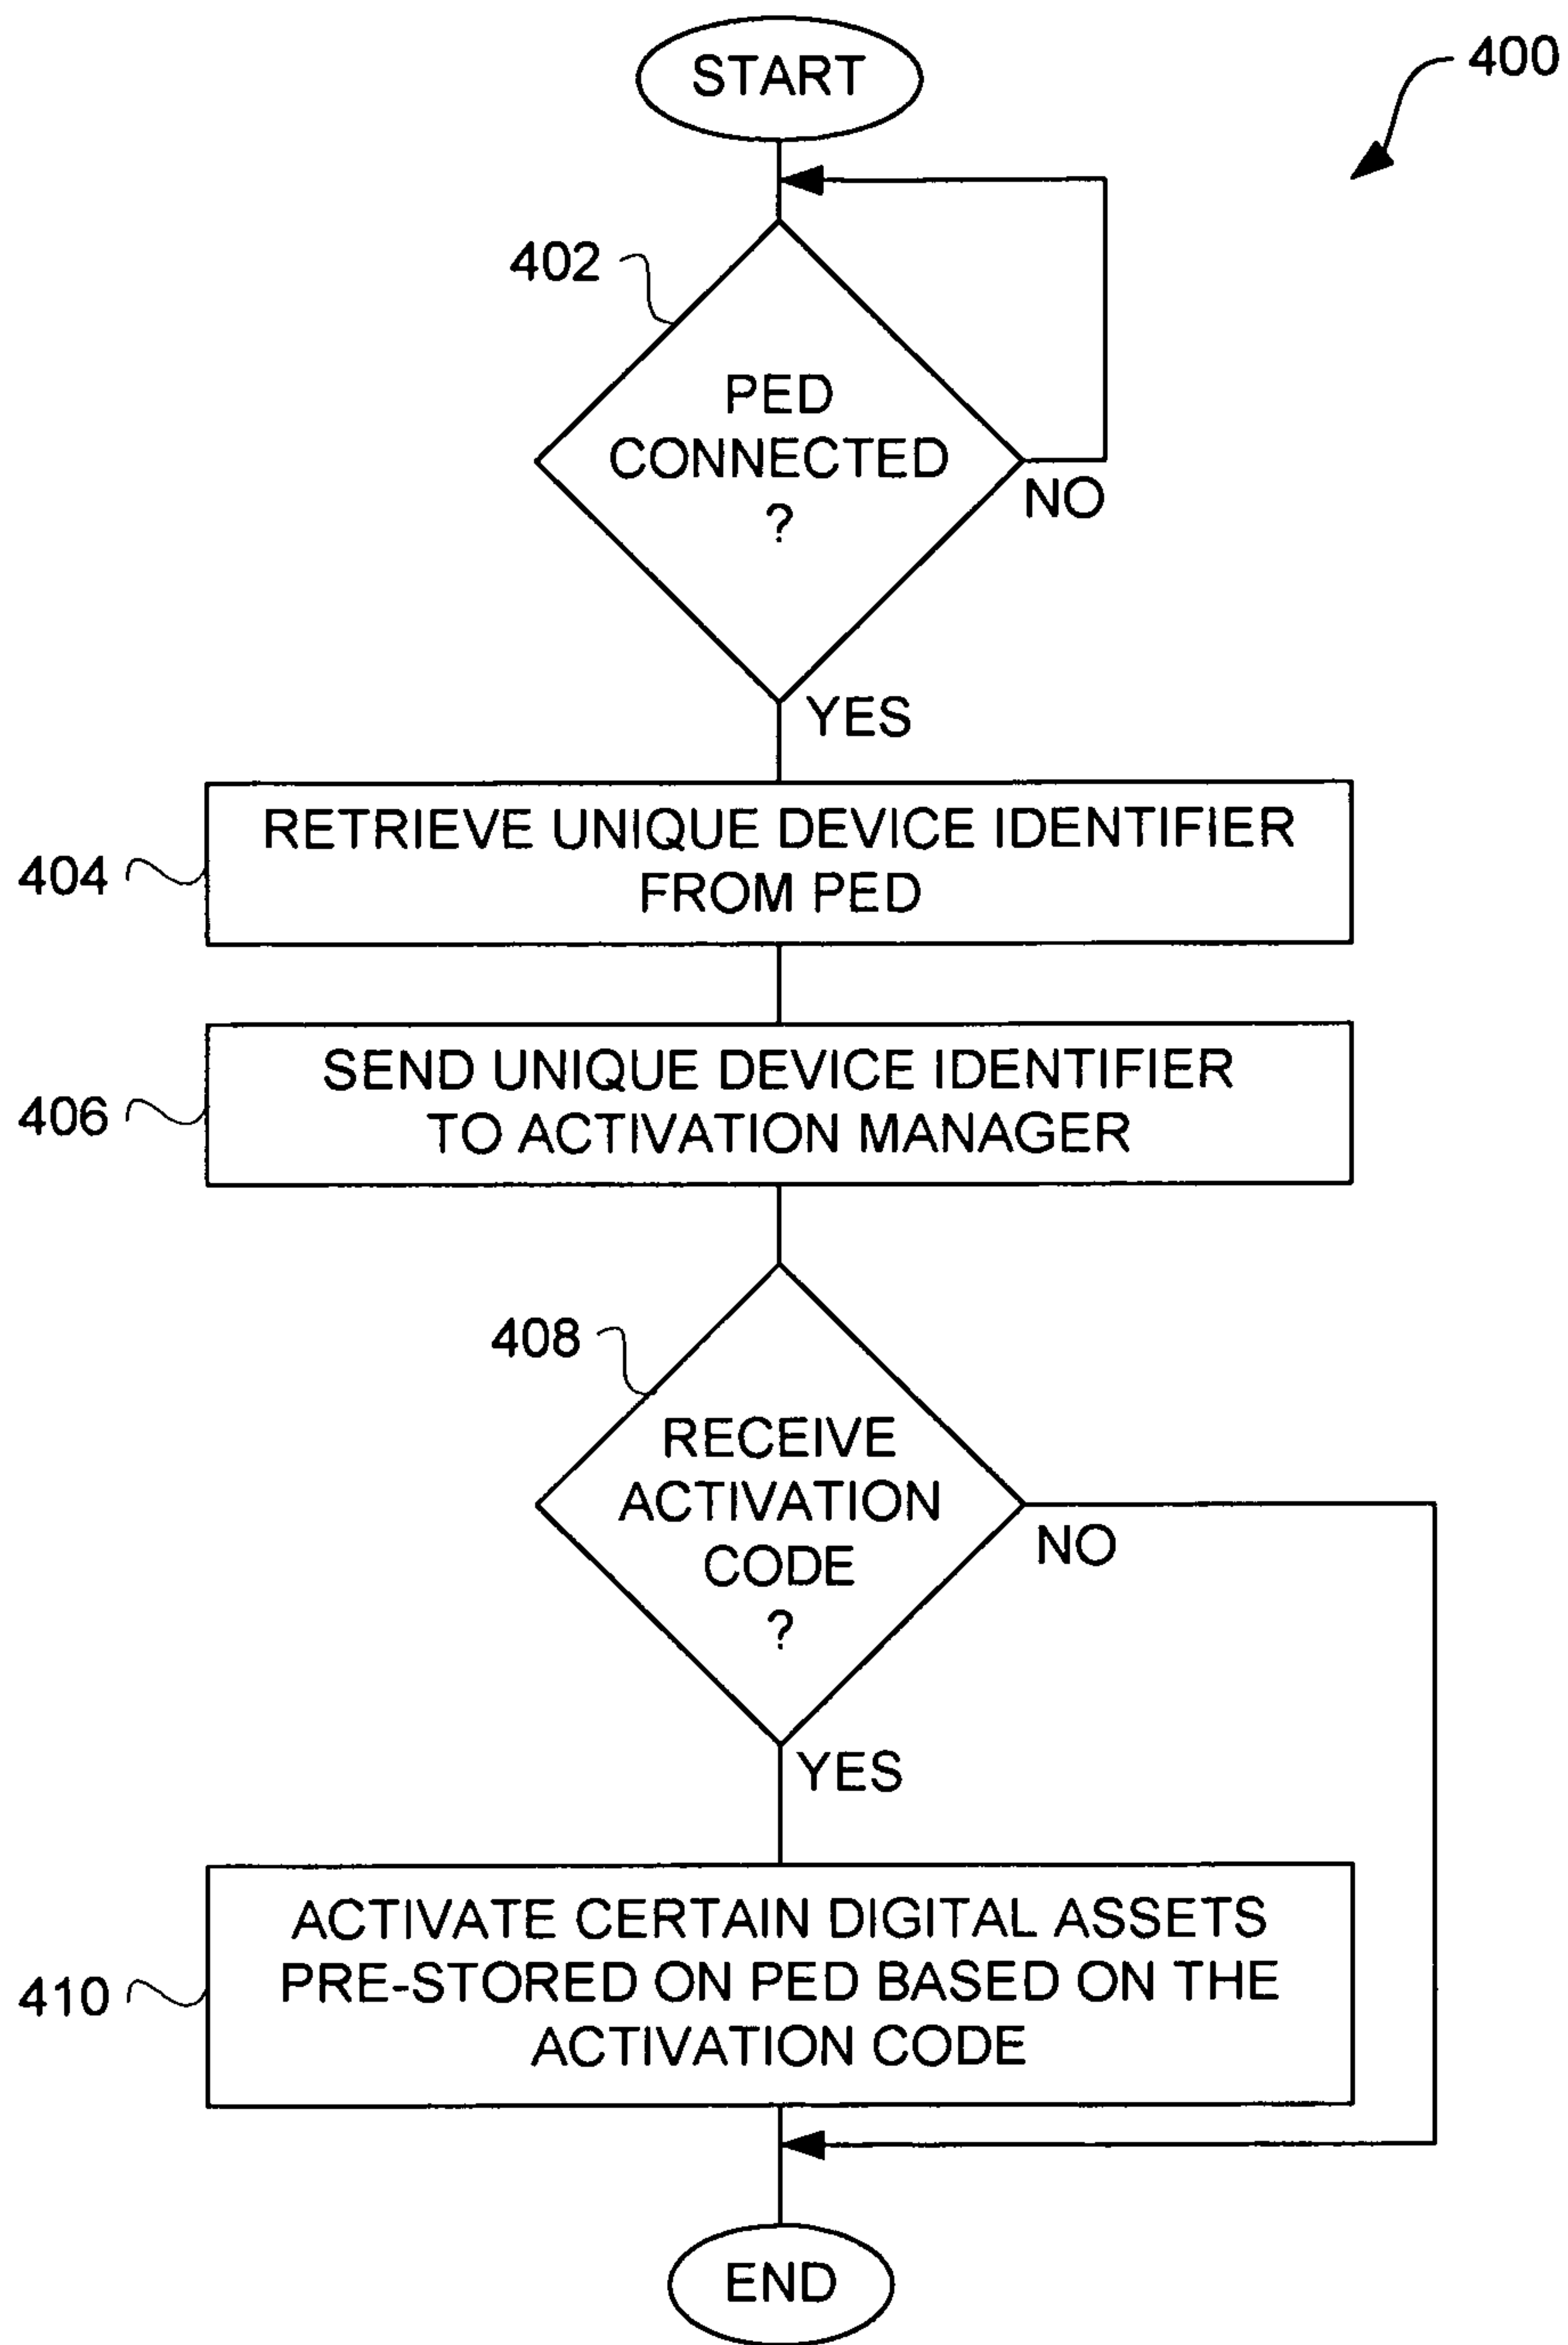 START
400
402
PED
CONNECTED
?
NO
YES
RETRIEVE UNIQUE DEVICE IDENTIFIER
FROM PED
404
SEND UNIQUE DEVICE IDENTIFIER
TO ACTIVATION MANAGER
406
408
RECEIVE
ACTIVATION
CODE
?
NO
YES
ACTIVATE CERTAIN DIGITAL ASSETS
PRE-STORED ON PED BASED ON THE
ACTIVATION CODE
410
END